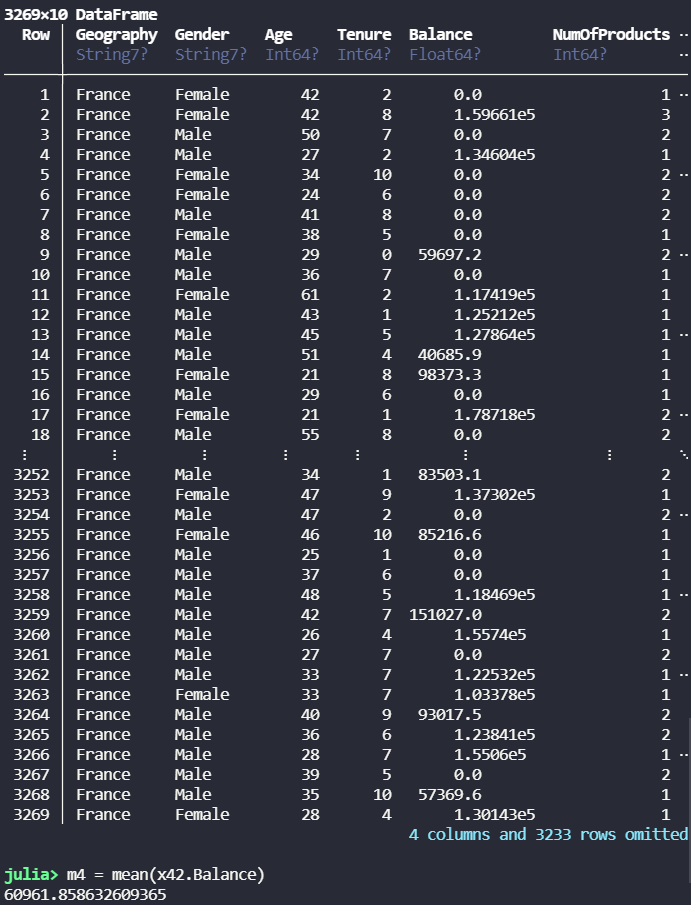 3269×10 DataFrame
Row Geography Gender Age Tenure Balance NumOfProducts ⋯
String7? String7? Int64? Int64? Float64? Int64? ⋯
1 France Female 42 2 0.0 1 ⋯
2 France Female 42 8 1.59661e5 3
3 France Male 50 7 0.0 2
4 France Male 27 2 1.34604e5 1
5 France Female 34 10 0.0 2 ⋯
6 France Female 24 6 0.0 2
7 France Male 41 8 0.0 2
8 France Female 38 5 0.0 1
9 France Male 29 0 59697.2 2 ⋯
10 France Male 36 7 0.0 1
11 France Female 61 2 1.17419e5 1
12 France Male 43 1 1.25212e5 1
13 France Male 45 5 1.27864e5 1 ⋯
14 France Male 51 4 40685.9 1
15 France Female 21 8 98373.3 1
16 France Male 29 6 0.0 1
17 France Female 21 1 1.78718e5 2 ⋯
18 France Male 55 8 0.0 2
⋮ ⋮ ⋮ ⋮ ⋮ ⋮ ⋮ ⋱
3252 France Male 34 1 83503.1 2
3253 France Female 47 9 1.37302e5 1
3254 France Male 47 2 0.0 2 ⋯
3255 France Female 46 10 85216.6 1
3256 France Male 25 1 0.0 1
3257 France Male 37 6 0.0 1
3258 France Male 48 5 1.18469e5 1 ⋯
3259 France Male 42 7 151027.0 2
3260 France Male 26 4 1.5574e5 1
3261 France Male 27 7 0.0 2
3262 France Male 33 7 1.22532e5 1 ⋯
3263 France Female 33 7 1.03378e5 1
3264 France Male 40 9 93017.5 2
3265 France Male 36 6 1.23841e5 2
3266 France Male 28 7 1.5506e5 1 ⋯
3267 France Male 39 5 0.0 2
3268 France Male 35 10 57369.6 1
3269 France Female 28 4 1.30143e5 1
4 columns and 3233 rows omitted
julia> m4 = mean(x42.Balance)
60961.858632609365